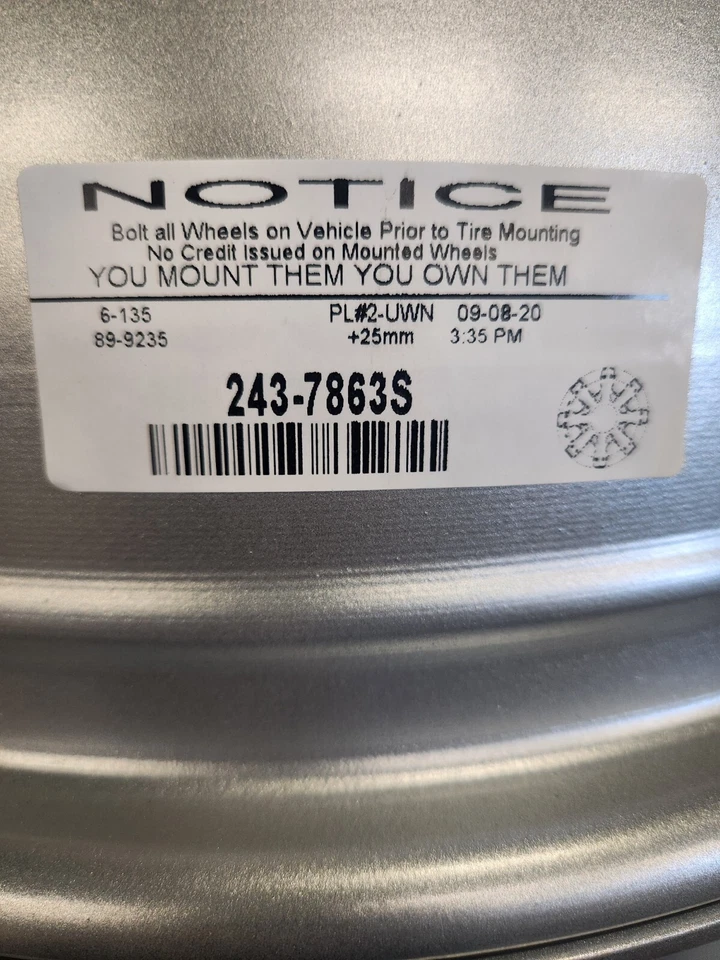 NOTICE
Bolt all Wheels on Vehicle Prior to Tire Mounting
No Credit Issued on Mounted Wheels
YOU MOUNT THEM YOU OWN THEM
6-135 PL#2-UWN 09-08-20
89-9235 +25mm 3:35 PM
243-7863S